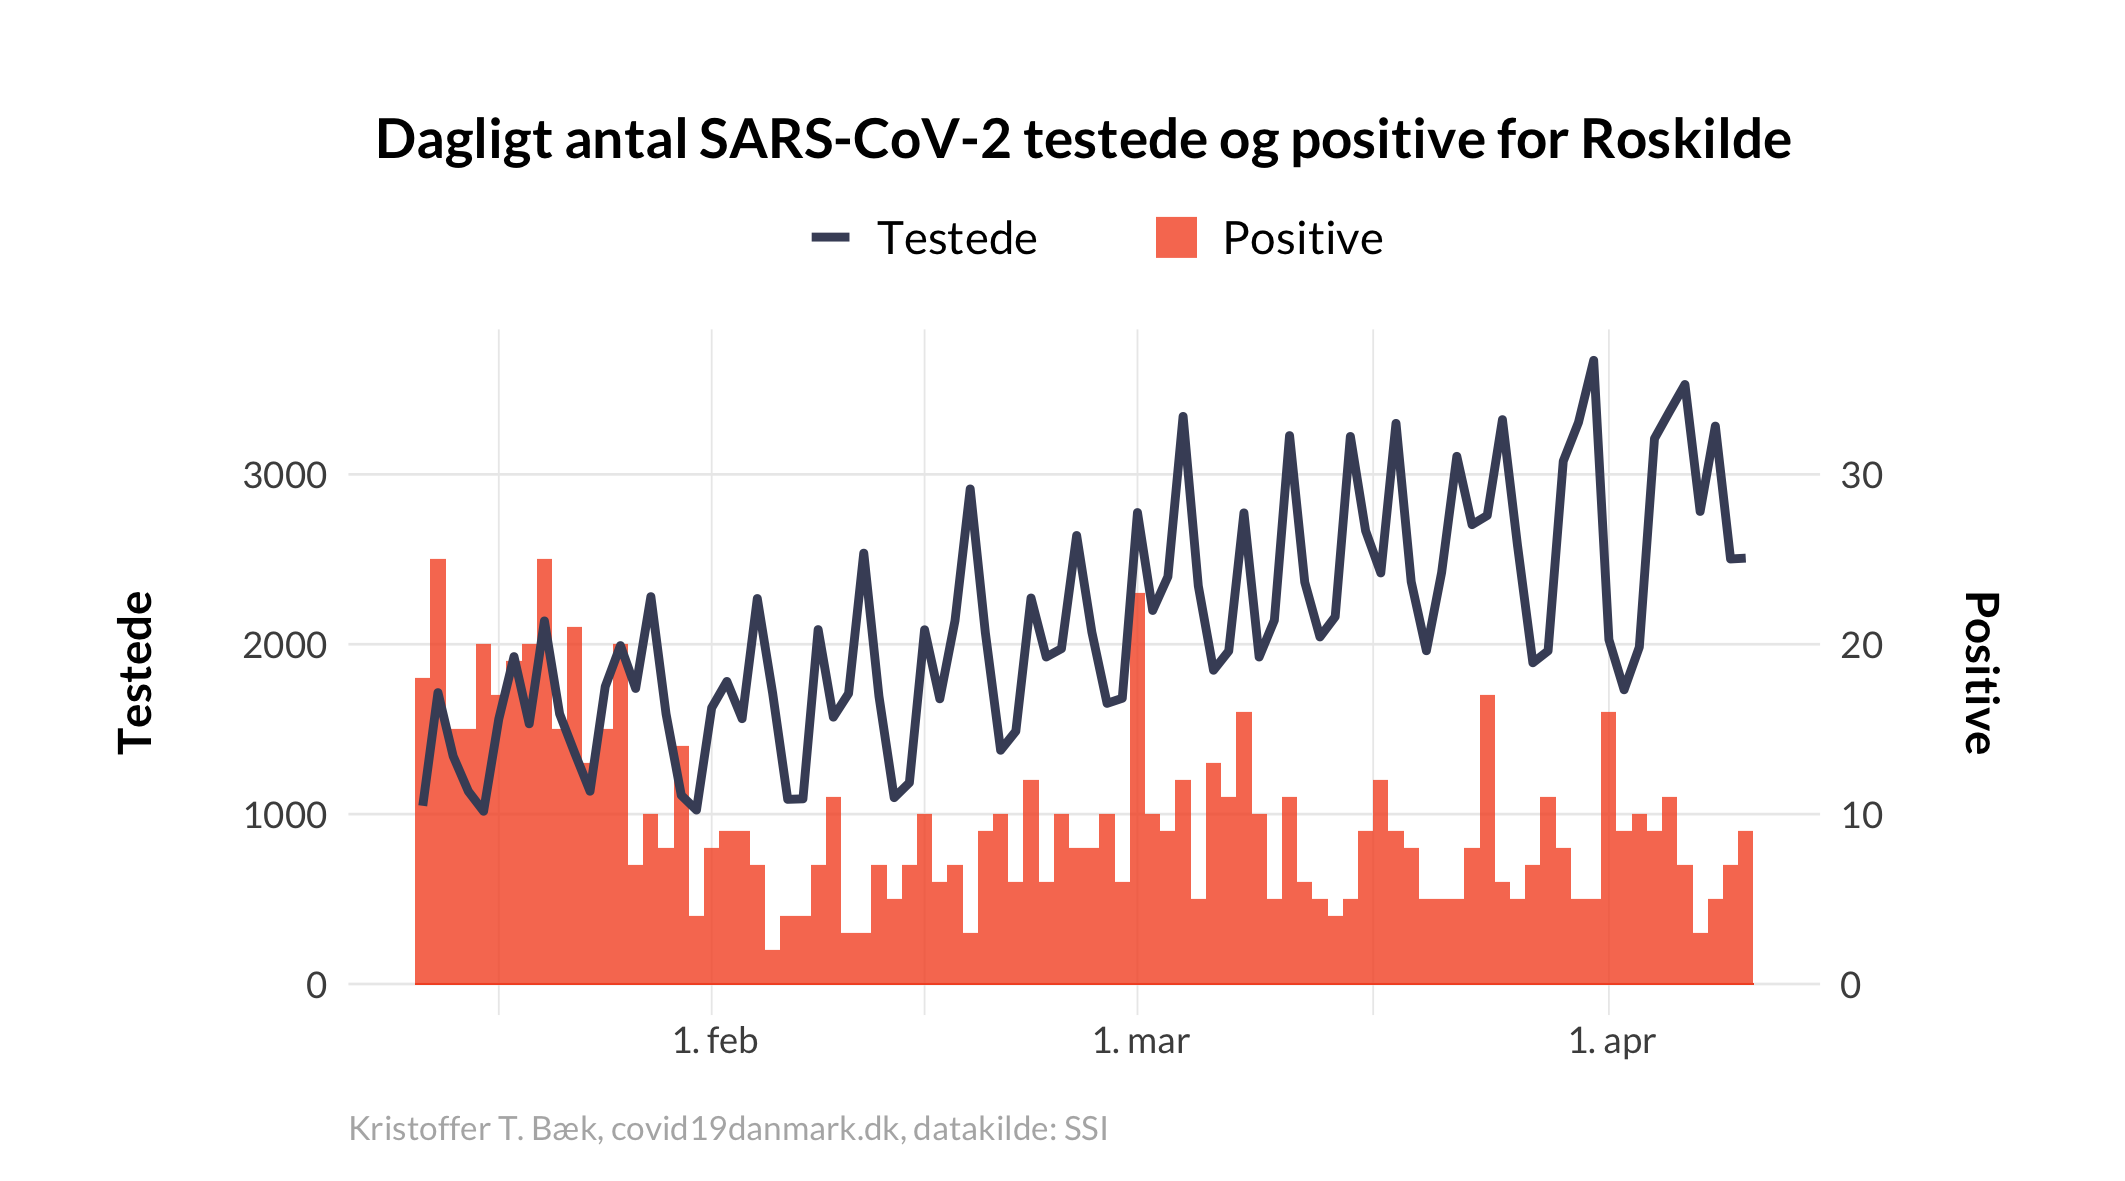 Dagligt antal SARS-CoV-2 testede og positive for Roskilde
Testede Positive
3000 30
2000 20
1000 10
0 0
Testede
Positive
1. feb 1. mar 1. apr
Kristoffer T. Bæk, covid19danmark.dk, datakilde: SSI